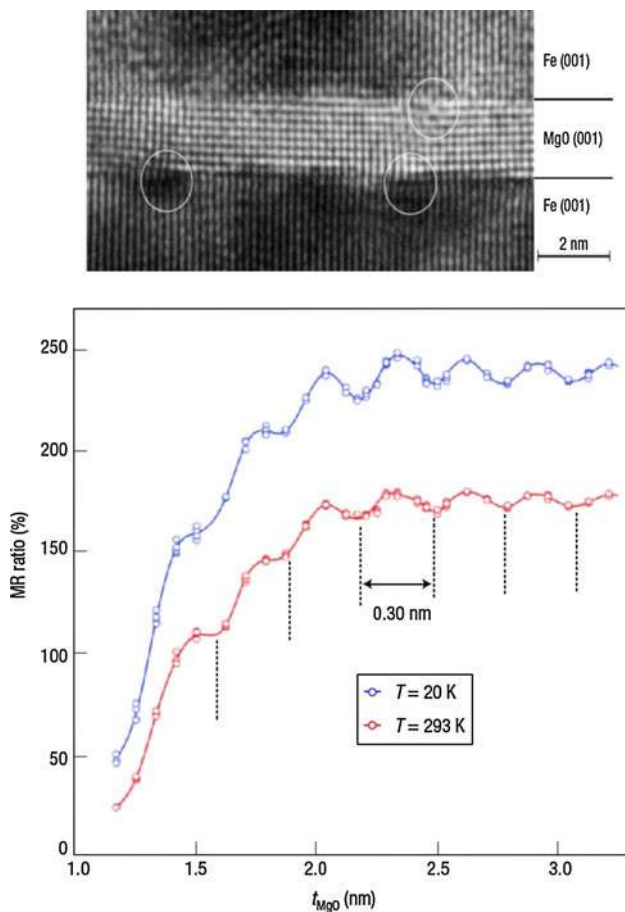 Fe (001)
MgO (001)
Fe (001)
2 nm
250
200
150
100
50
0
MR ratio (%)
0.30 nm
T = 20 K
T = 293 K
1.0
1.5
2.0
2.5
3.0
tMgO (nm)